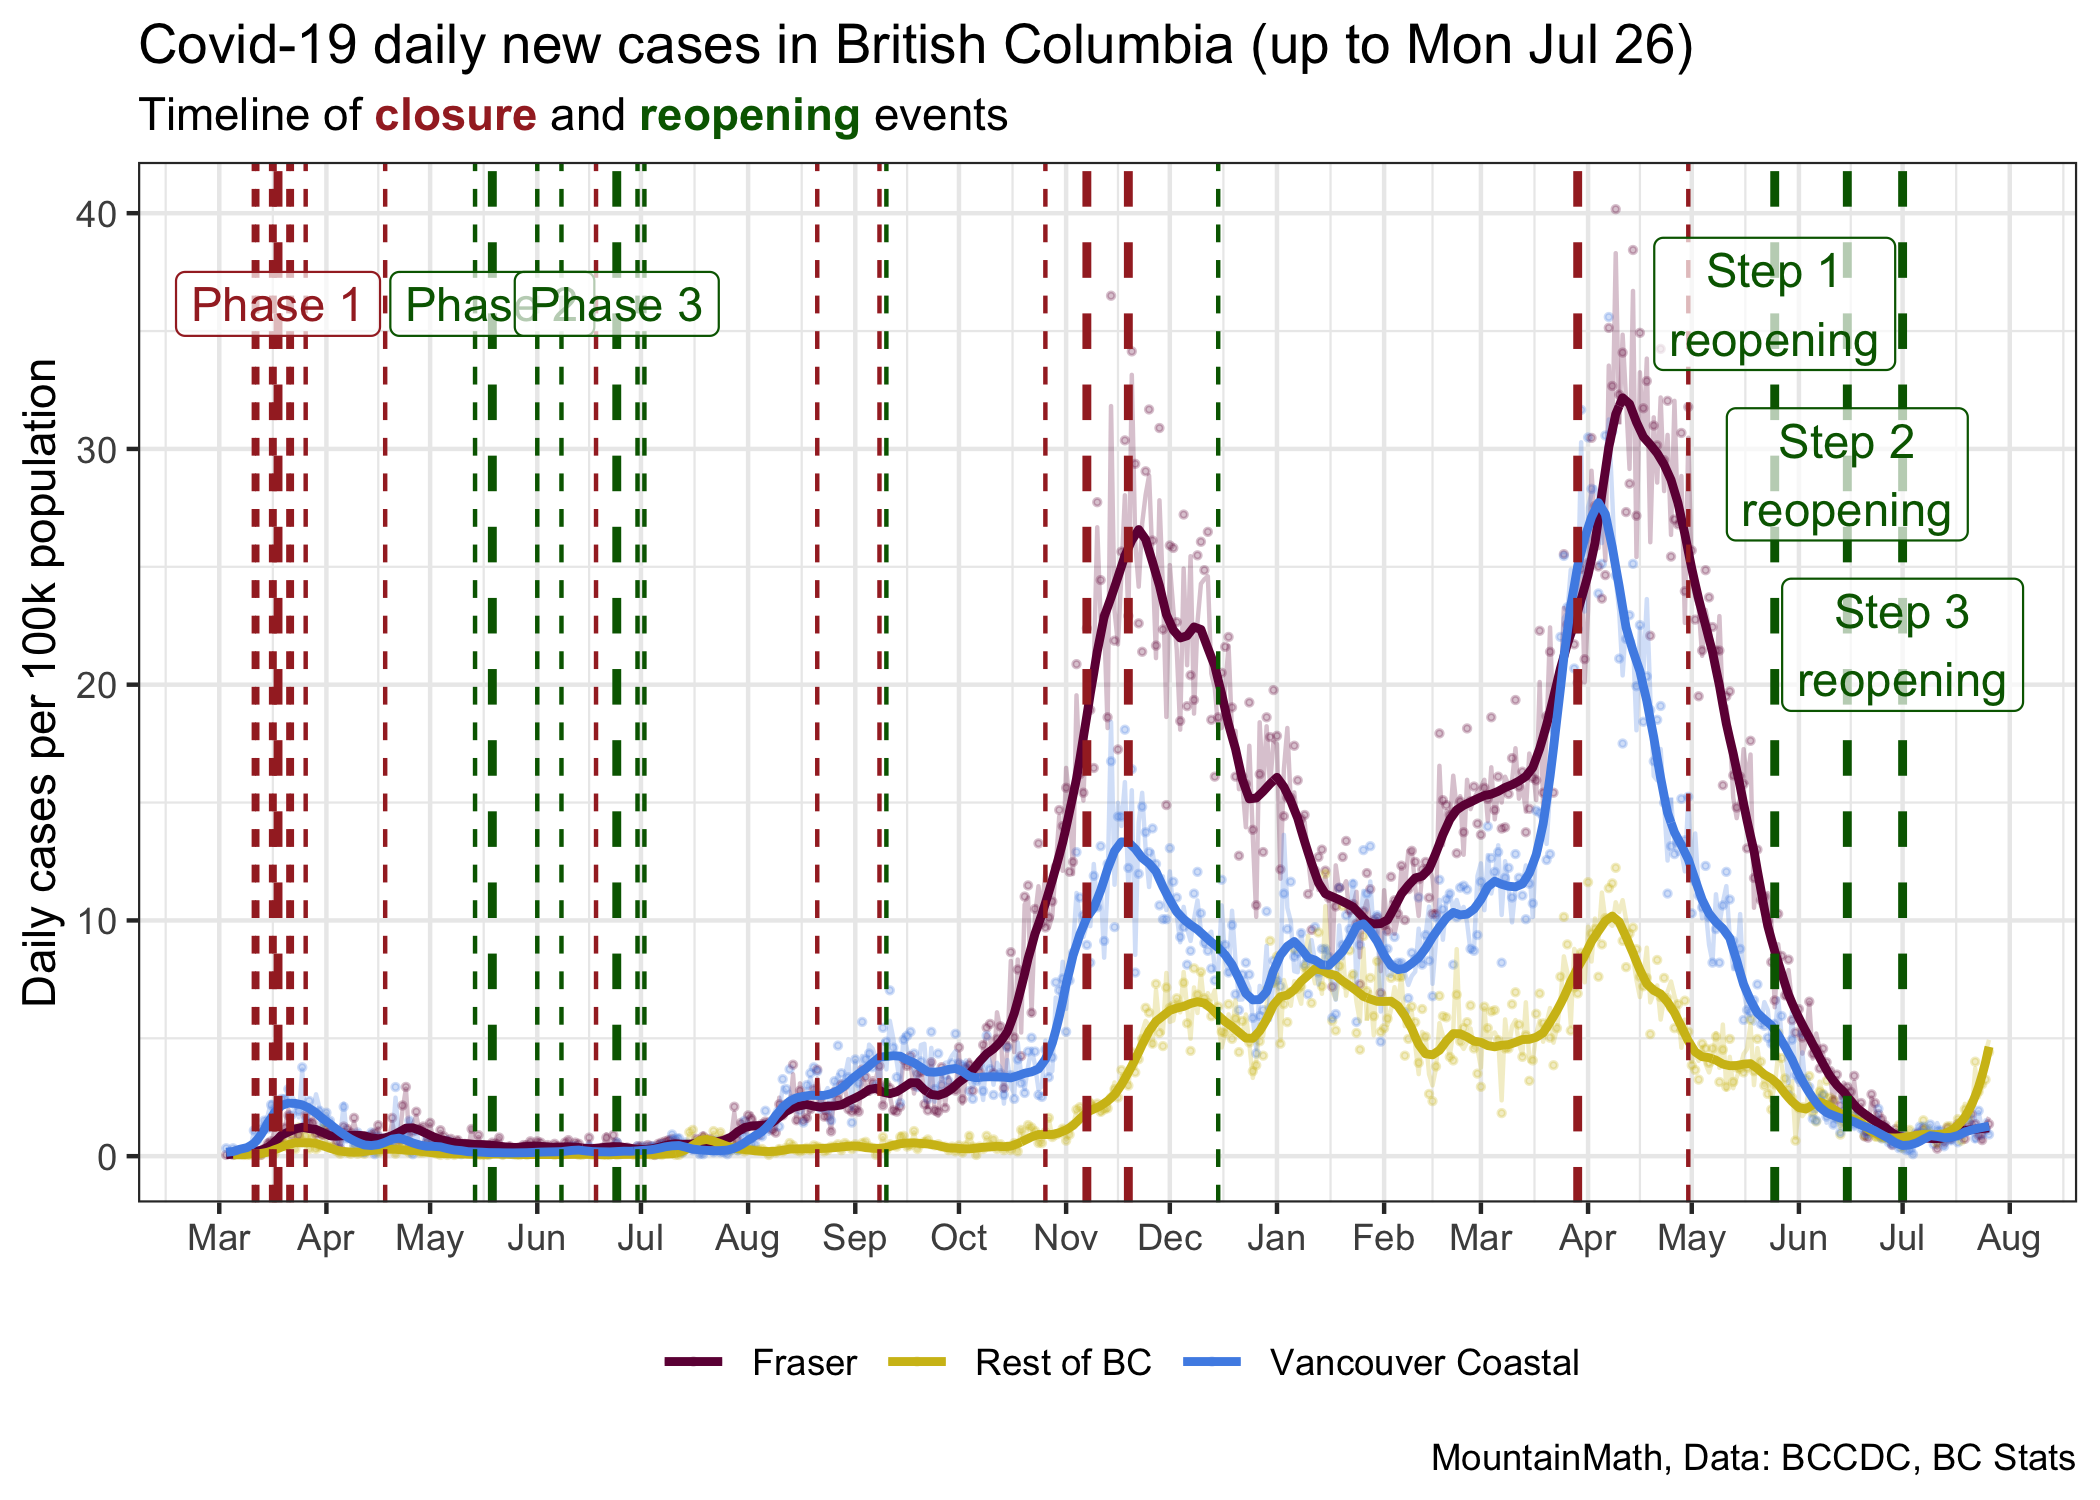 Covid-19 daily new cases in British Columbia (up to Mon Jul 26)
Timeline of closure and reopening events
Daily cases per 100k population
40
30
20
10
0
Phase 1
Phase 2
Phase 3
Step 1
reopening
Step 2
reopening
Step 3
reopening
Mar Apr May Jun Jul Aug Sep Oct Nov Dec Jan Feb Mar Apr May Jun Jul Aug
Fraser Rest of BC Vancouver Coastal
MountainMath, Data: BCCDC, BC Stats